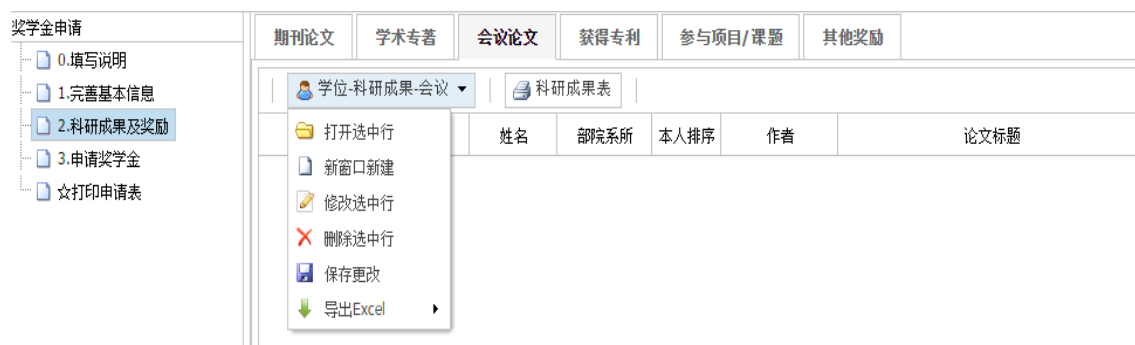 奖学金申请
0.填写说明
1.完善基本信息
2.科研成果及奖励
3.申请奖学金
☆打印申请表
期刊论文 学术专著 会议论文 获得专利 参与项目/课题 其他奖励
学位-科研成果-会议 科研成果表
姓名 部院系所 本人排序 作者 论文标题
打开选中行
新窗口新建
修改选中行
删除选中行
保存更改
导出Excel